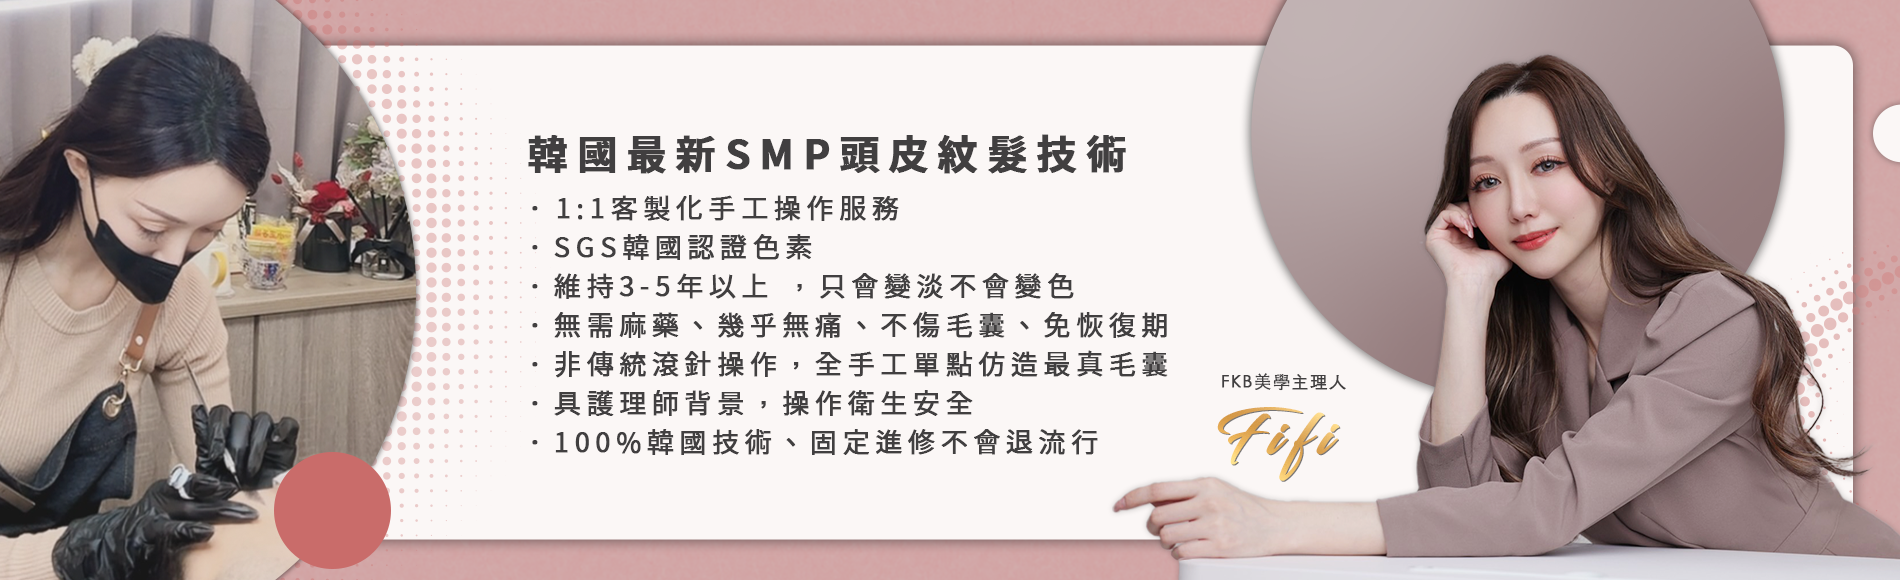 韓國最新SMP頭皮紋髮技術
· 1:1客製化手工操作服務
· SGS韓國認證色素
· 維持3-5年以上 ，只會變淡不會變色
· 無需麻藥、幾乎無痛、不傷毛囊、免恢復期
· 非傳統滾針操作，全手工單點仿造最真毛囊
· 具護理師背景，操作衛生安全
· 100%韓國技術、固定進修不會退流行
FKB美學主理人
Fifi